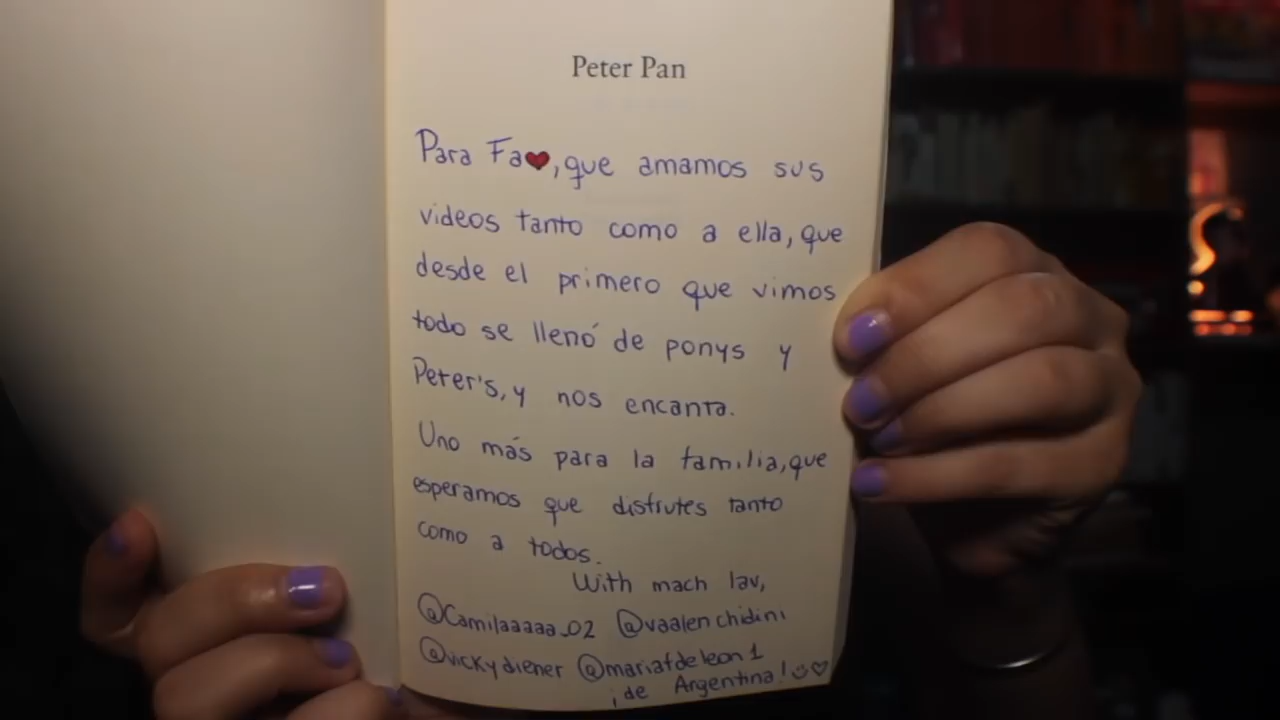 Peter Pan
Para Fa❤, que amamos sus
videos tanto como a ella, que
desde el primero que vimos
todo se llenó de ponys y
Peter's, y nos encanta.
Uno más para la familia, que
esperamos que disfrutes tanto
como a todos.
With mach lav,
@Camilaaaaa_02 @vaalenchidini
@vickydiener @mariafdeleon1
¡de Argentina! ☺♡